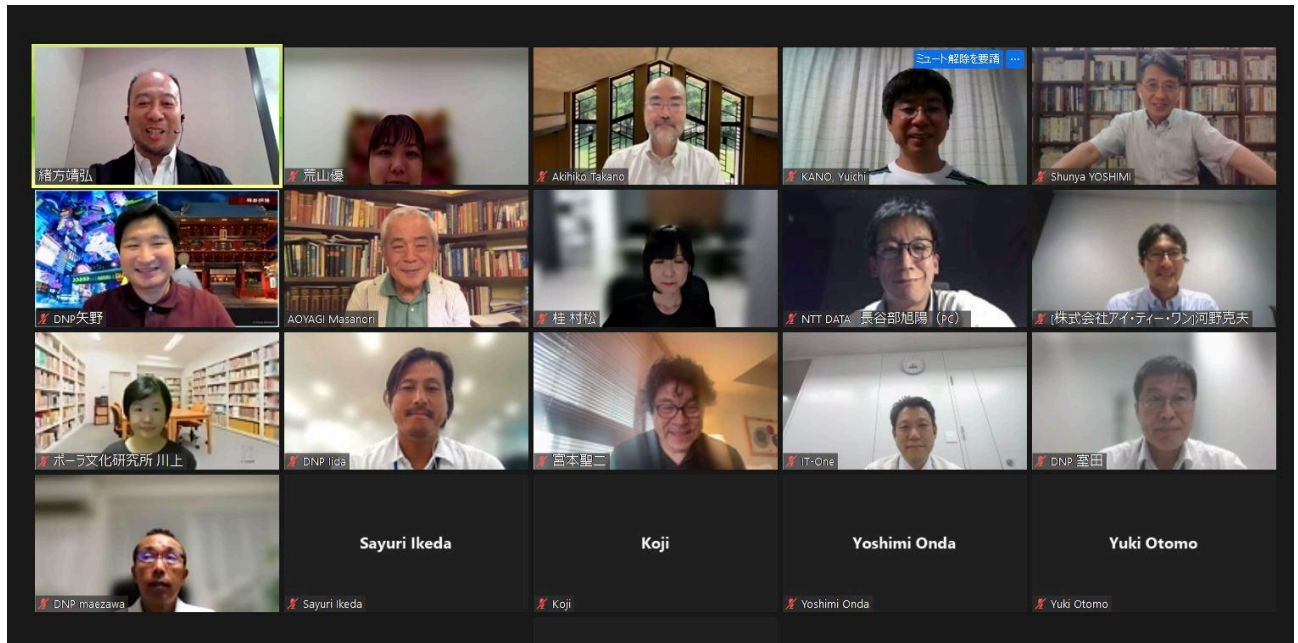 緒方靖弘
荒山優
Akihiko Takano
ミュート解除を要請 ...
KANO, Yuichi
Shunya YOSHIMI
DNP矢野
AOYAGI Masanori
桂 村松
NTT DATA 長谷部旭陽（PC）
[株式会社アイ・ティー・ワン]河野克夫
ポーラ文化研究所 川上
DNP Iida
宮本聖二
IT-One
DNP 室田
DNP maezawa
Sayuri Ikeda
Sayuri Ikeda
Koji
Koji
Yoshimi Onda
Yoshimi Onda
Yuki Otomo
Yuki Otomo